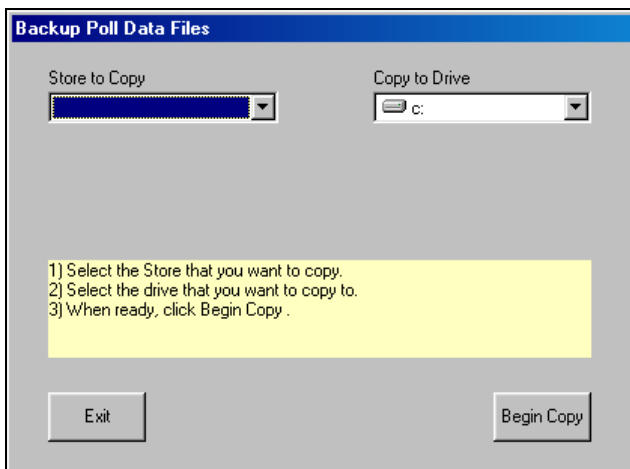 Backup Poll Data Files
Store to Copy
Copy to Drive
c:
1) Select the Store that you want to copy.
2) Select the drive that you want to copy to.
3) When ready, click Begin Copy .
Exit
Begin Copy